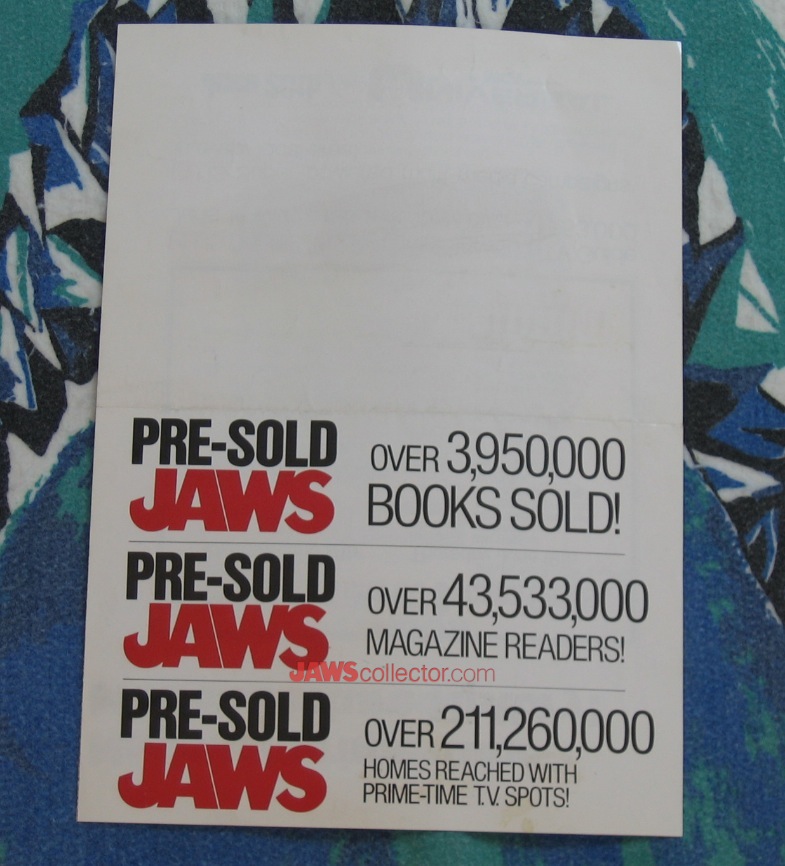 PRE-SOLD
JAWS
OVER 3,950,000
BOOKS SOLD!
PRE-SOLD
JAWS
OVER 43,533,000
MAGAZINE READERS!
JAWScollector.com
PRE-SOLD
JAWS
OVER 211,260,000
HOMES REACHED WITH
PRIME-TIME T.V. SPOTS!